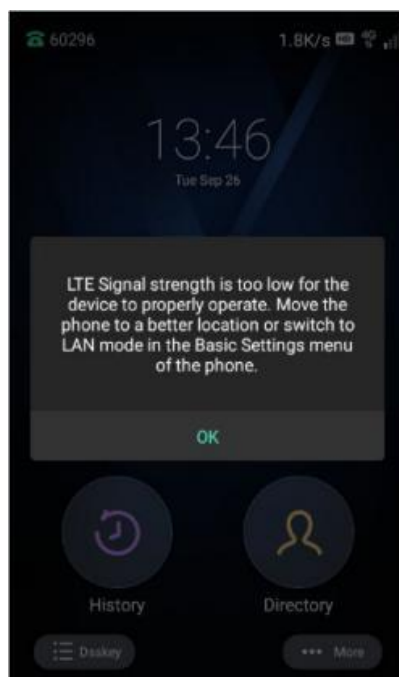 60296
1.8K/s HD 4G
13:46
Tue Sep 26
LTE Signal strength is too low for the
device to properly operate. Move the
phone to a better location or switch to
LAN mode in the Basic Settings menu
of the phone.
OK
History
Directory
Dsskey
More